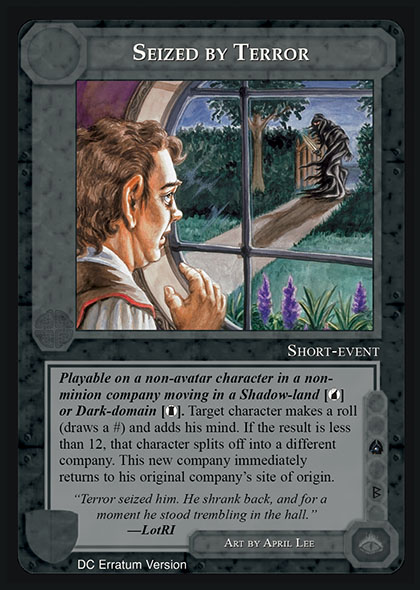 SEIZED BY TERROR
SHORT-EVENT
Playable on a non-avatar character in a non-
minion company moving in a Shadow-land [ ]
or Dark-domain [ ]. Target character makes a roll
(draws a #) and adds his mind. If the result is less
than 12, that character splits off into a different
company. This new company immediately
returns to his original company's site of origin.
“Terror seized him. He shrank back, and for a
moment he stood trembling in the hall.”
—LotRI
ART BY APRIL LEE
DC Erratum Version